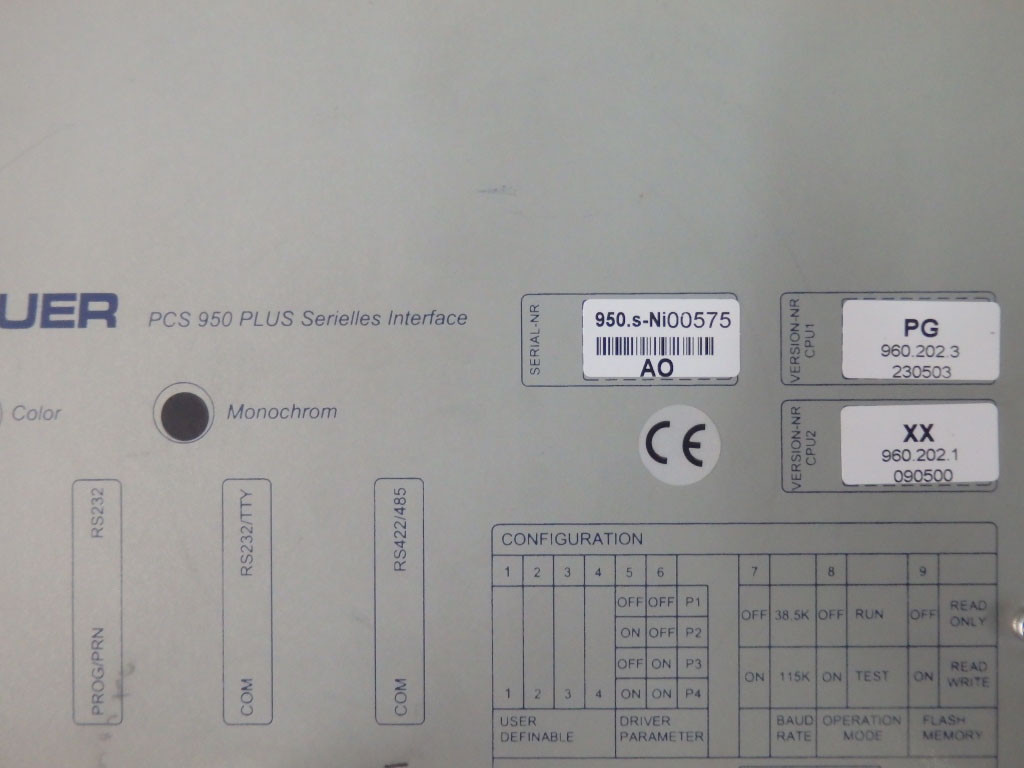 UER PCS 950 PLUS Serielles Interface
SERIAL-NR
950.s-Ni00575
AO
VERSION-NR
CPU1
PG
960.202.3
230503
Color
Monochrom
CE
VERSION-NR
CPU2
XX
960.202.1
090500
PROG/PRN RS232
COM RS232/TTY
COM RS422/485
CONFIGURATION
1 2 3 4 5 6 7 8 9
OFF OFF P1
ON OFF P2
OFF ON P3
1 2 3 4 ON ON P4
OFF 38.5K OFF RUN OFF READ ONLY
ON 115K ON TEST ON READ WRITE
USER DEFINABLE
DRIVER PARAMETER
BAUD RATE
OPERATION MODE
FLASH MEMORY